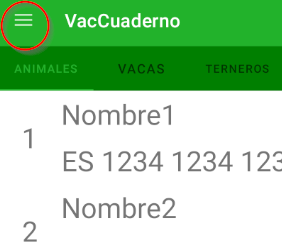 VacCuaderno
ANIMALES VACAS TERNEROS
Nombre1
1
ES 1234 1234 123
Nombre2
2